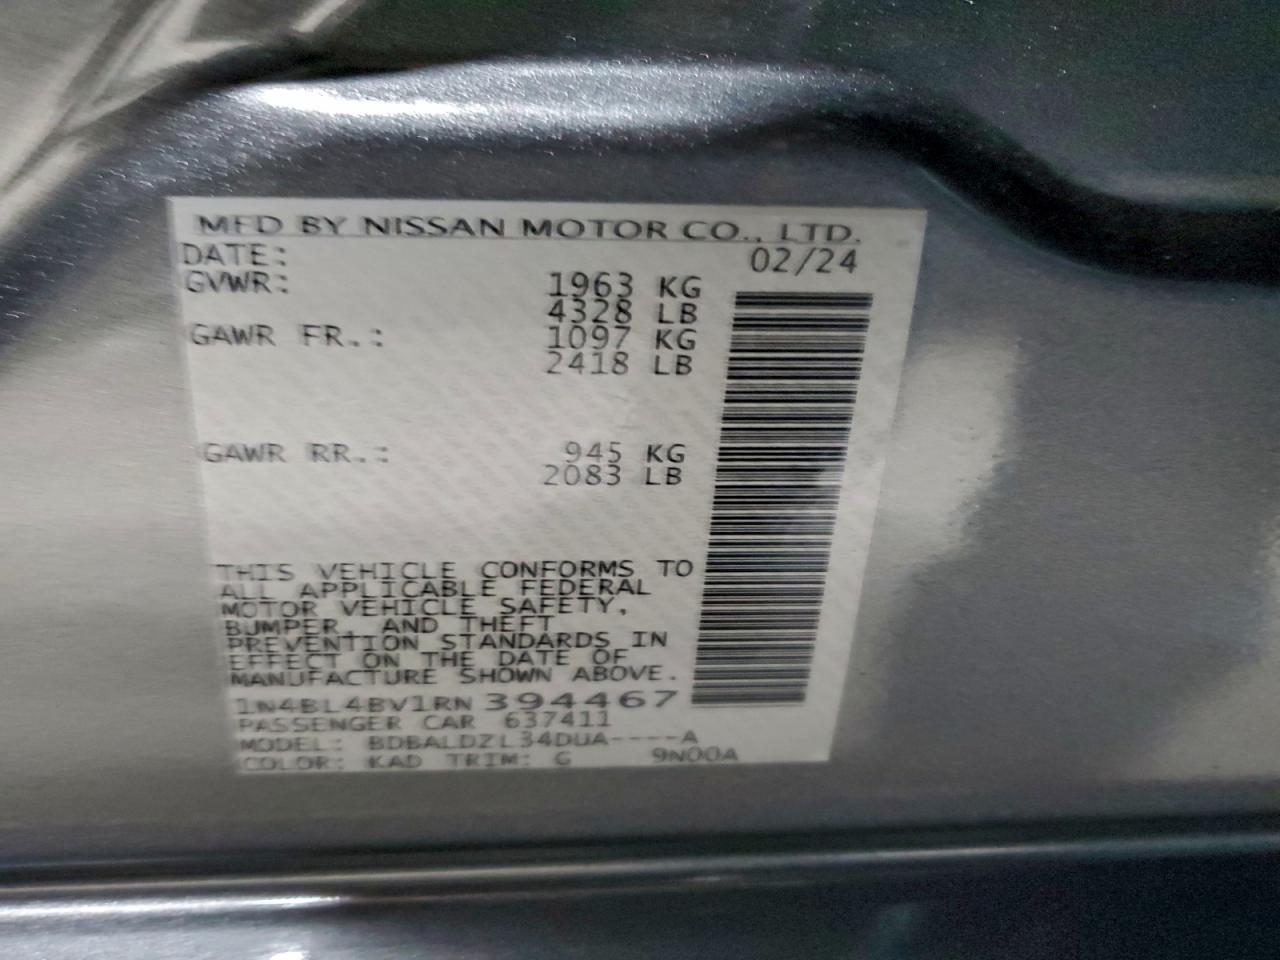 MFD BY NISSAN MOTOR CO., LTD.
DATE: 02/24
GVWR: 1963 KG
4328 LB
GAWR FR.: 1097 KG
2418 LB
GAWR RR.: 945 KG
2083 LB
THIS VEHICLE CONFORMS TO
ALL APPLICABLE FEDERAL
MOTOR VEHICLE SAFETY,
BUMPER, AND THEFT
PREVENTION STANDARDS IN
EFFECT ON THE DATE OF
MANUFACTURE SHOWN ABOVE.
1N4BL4BV1RN394467
PASSENGER CAR 637411
MODEL: BDBALDZL34DUA----A
COLOR: KAD TRIM: G 9N00A